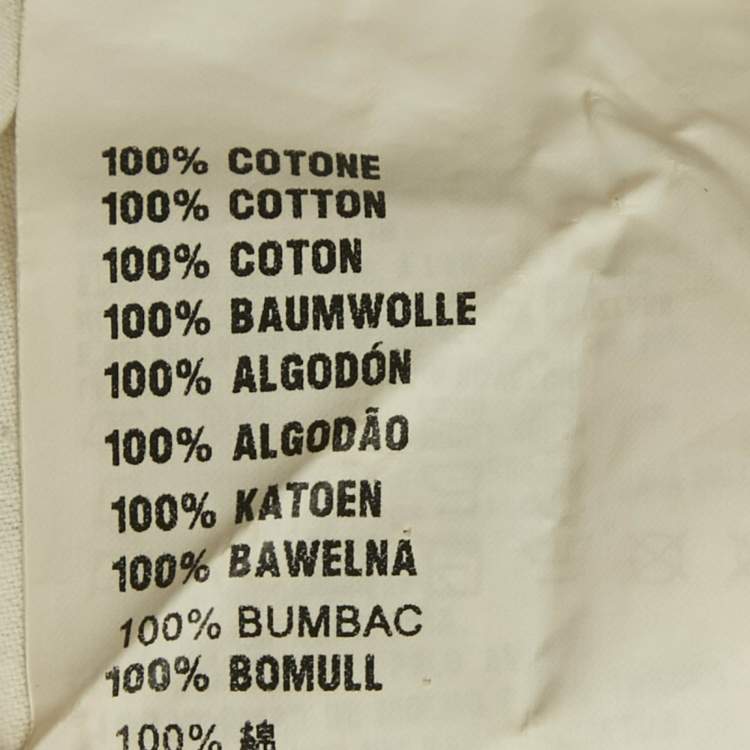 100% COTONE
100% COTTON
100% COTON
100% BAUMWOLLE
100% ALGODÓN
100% ALGODÃO
100% KATOEN
100% BAWELNA
100% BUMBAC
100% BOMULL
100% 綿